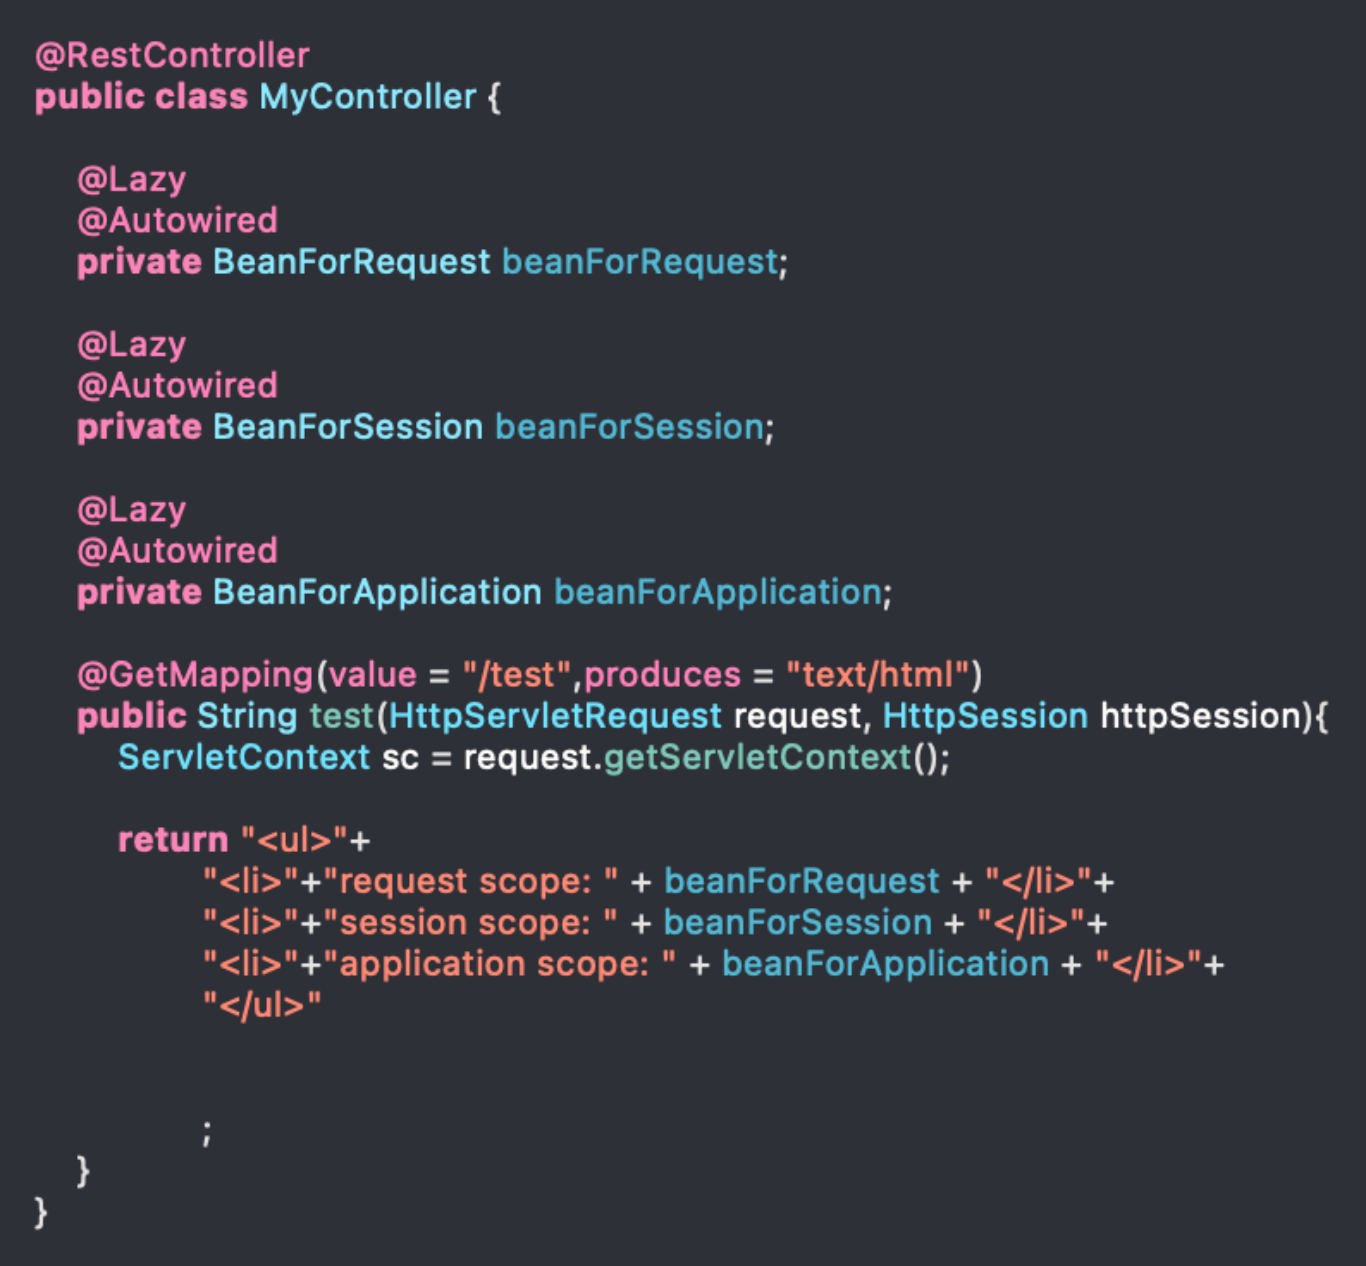 @RestController
public class MyController {
@Lazy
@Autowired
private BeanForRequest beanForRequest;
@Lazy
@Autowired
private BeanForSession beanForSession;
@Lazy
@Autowired
private BeanForApplication beanForApplication;
@GetMapping(value = "/test",produces = "text/html")
public String test(HttpServletRequest request, HttpSession httpSession){
ServletContext sc = request.getServletContext();
return "<ul>"+
"<li>"+"request scope: " + beanForRequest + "</li>"+
"<li>"+"session scope: " + beanForSession + "</li>"+
"<li>"+"application scope: " + beanForApplication + "</li>"+
"</ul>"
;
}
}